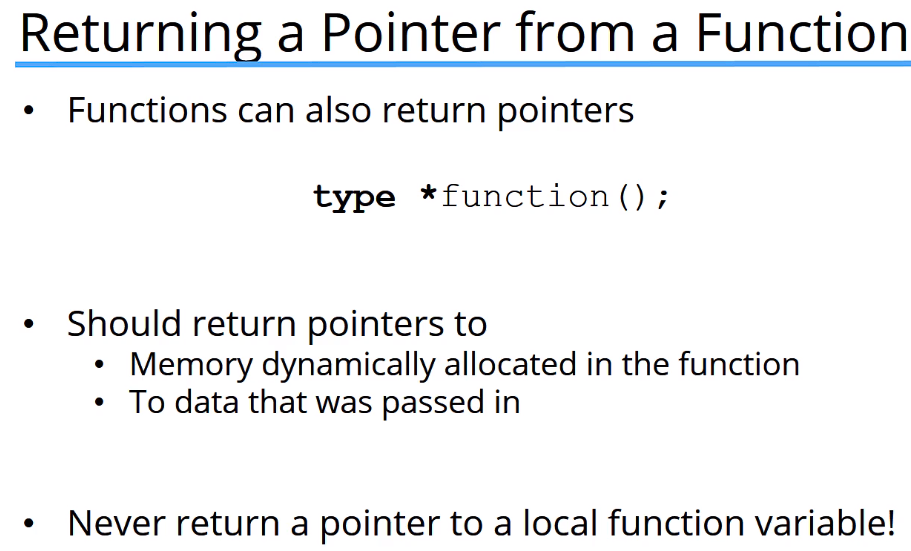 Returning a Pointer from a Function
• Functions can also return pointers
type *function();
• Should return pointers to
• Memory dynamically allocated in the function
• To data that was passed in
• Never return a pointer to a local function variable!